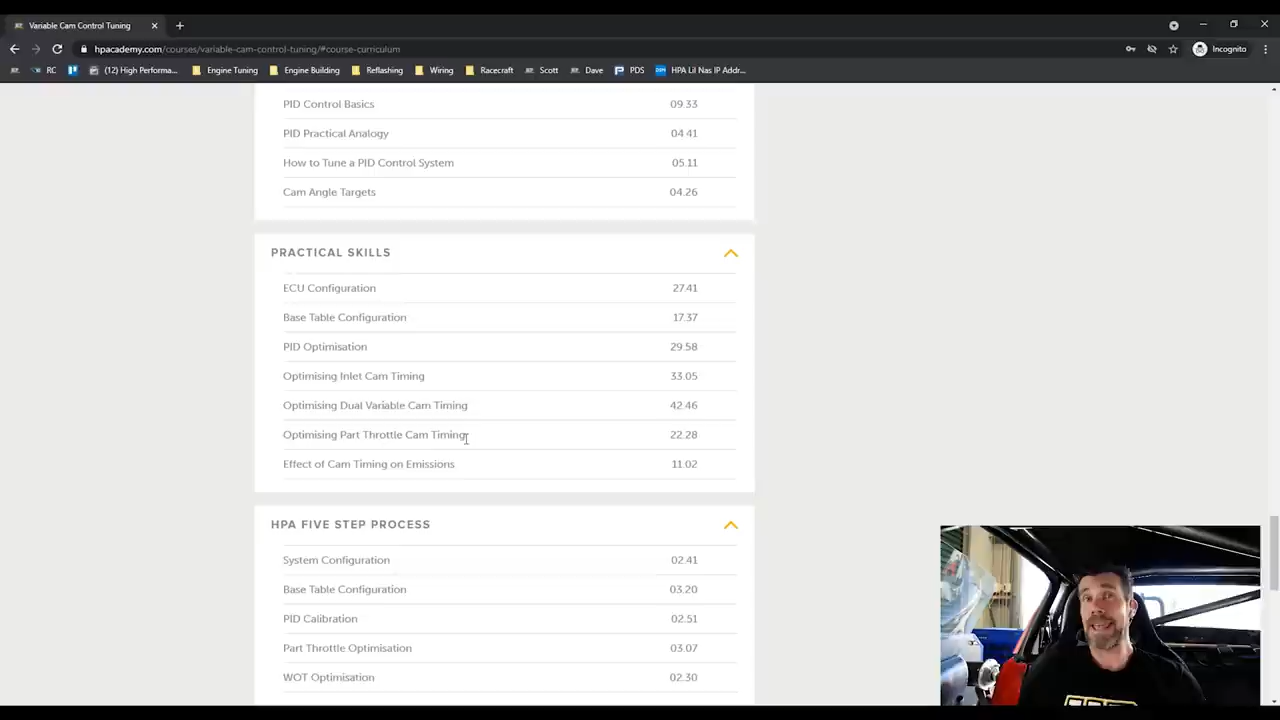 Variable Cam Control Tuning
hpacademy.com/courses/variable-cam-control-tuning/#course-curriculum
Incognito
RC
(12) High Performa...
Engine Tuning
Engine Building
Reflashing
Wiring
Racecraft
Scott
Dave
PDS
HPA Lil Nas IP Addr...
PID Control Basics 09.33
PID Practical Analogy 04.41
How to Tune a PID Control System 05.11
Cam Angle Targets 04.26
PRACTICAL SKILLS
ECU Configuration 27.41
Base Table Configuration 17.37
PID Optimisation 29.58
Optimising Inlet Cam Timing 33.05
Optimising Dual Variable Cam Timing 42.46
Optimising Part Throttle Cam Timing 22.28
Effect of Cam Timing on Emissions 11.02
HPA FIVE STEP PROCESS
System Configuration 02.41
Base Table Configuration 03.20
PID Calibration 02.51
Part Throttle Optimisation 03.07
WOT Optimisation 02.30